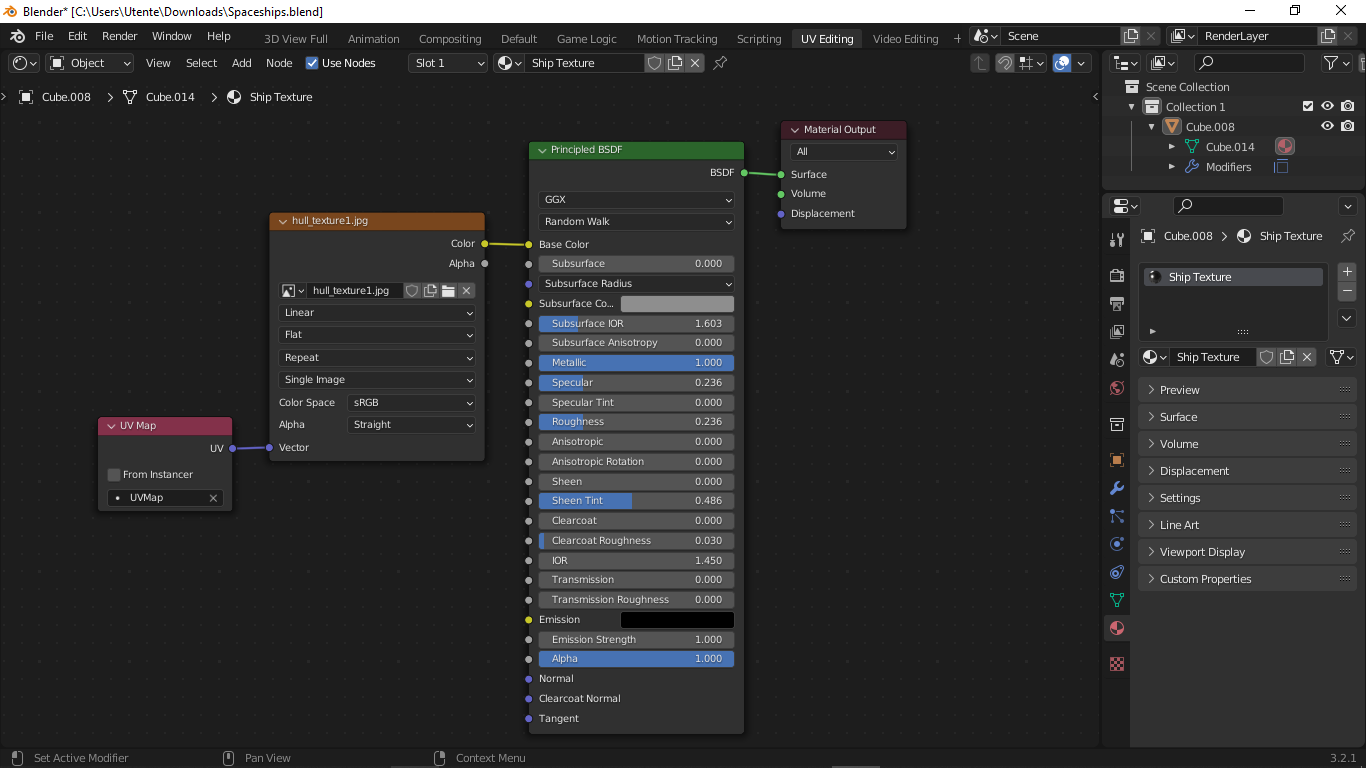 Blender* [C:\Users\Utente\Downloads\Spaceships.blend]
File Edit Render Window Help 3D View Full Animation Compositing Default Game Logic Motion Tracking Scripting UV Editing Video Editing + Scene RenderLayer
Object View Select Add Node Use Nodes Slot 1 Ship Texture
Cube.008 > Cube.014 > Ship Texture
Material Output
All
Surface
Volume
Displacement
Principled BSDF
BSDF
GGX
Random Walk
Base Color
Subsurface 0.000
Subsurface Radius
Subsurface Co...
Subsurface IOR 1.603
Subsurface Anisotropy 0.000
Metallic 1.000
Specular 0.236
Specular Tint 0.000
Roughness 0.236
Anisotropic 0.000
Anisotropic Rotation 0.000
Sheen 0.000
Sheen Tint 0.486
Clearcoat 0.000
Clearcoat Roughness 0.030
IOR 1.450
Transmission 0.000
Transmission Roughness 0.000
Emission
Emission Strength 1.000
Alpha 1.000
Normal
Clearcoat Normal
Tangent
hull_texture1.jpg
Color
Alpha
hull_texture1.jpg
Linear
Flat
Repeat
Single Image
Color Space sRGB
Alpha Straight
Vector
UV Map
UV
From Instancer
UVMap
Scene Collection
Collection 1
Cube.008
Cube.014
Modifiers
Cube.008 > Ship Texture
Ship Texture
Ship Texture
Preview
Surface
Volume
Displacement
Settings
Line Art
Viewport Display
Custom Properties
Set Active Modifier Pan View Context Menu 3.2.1